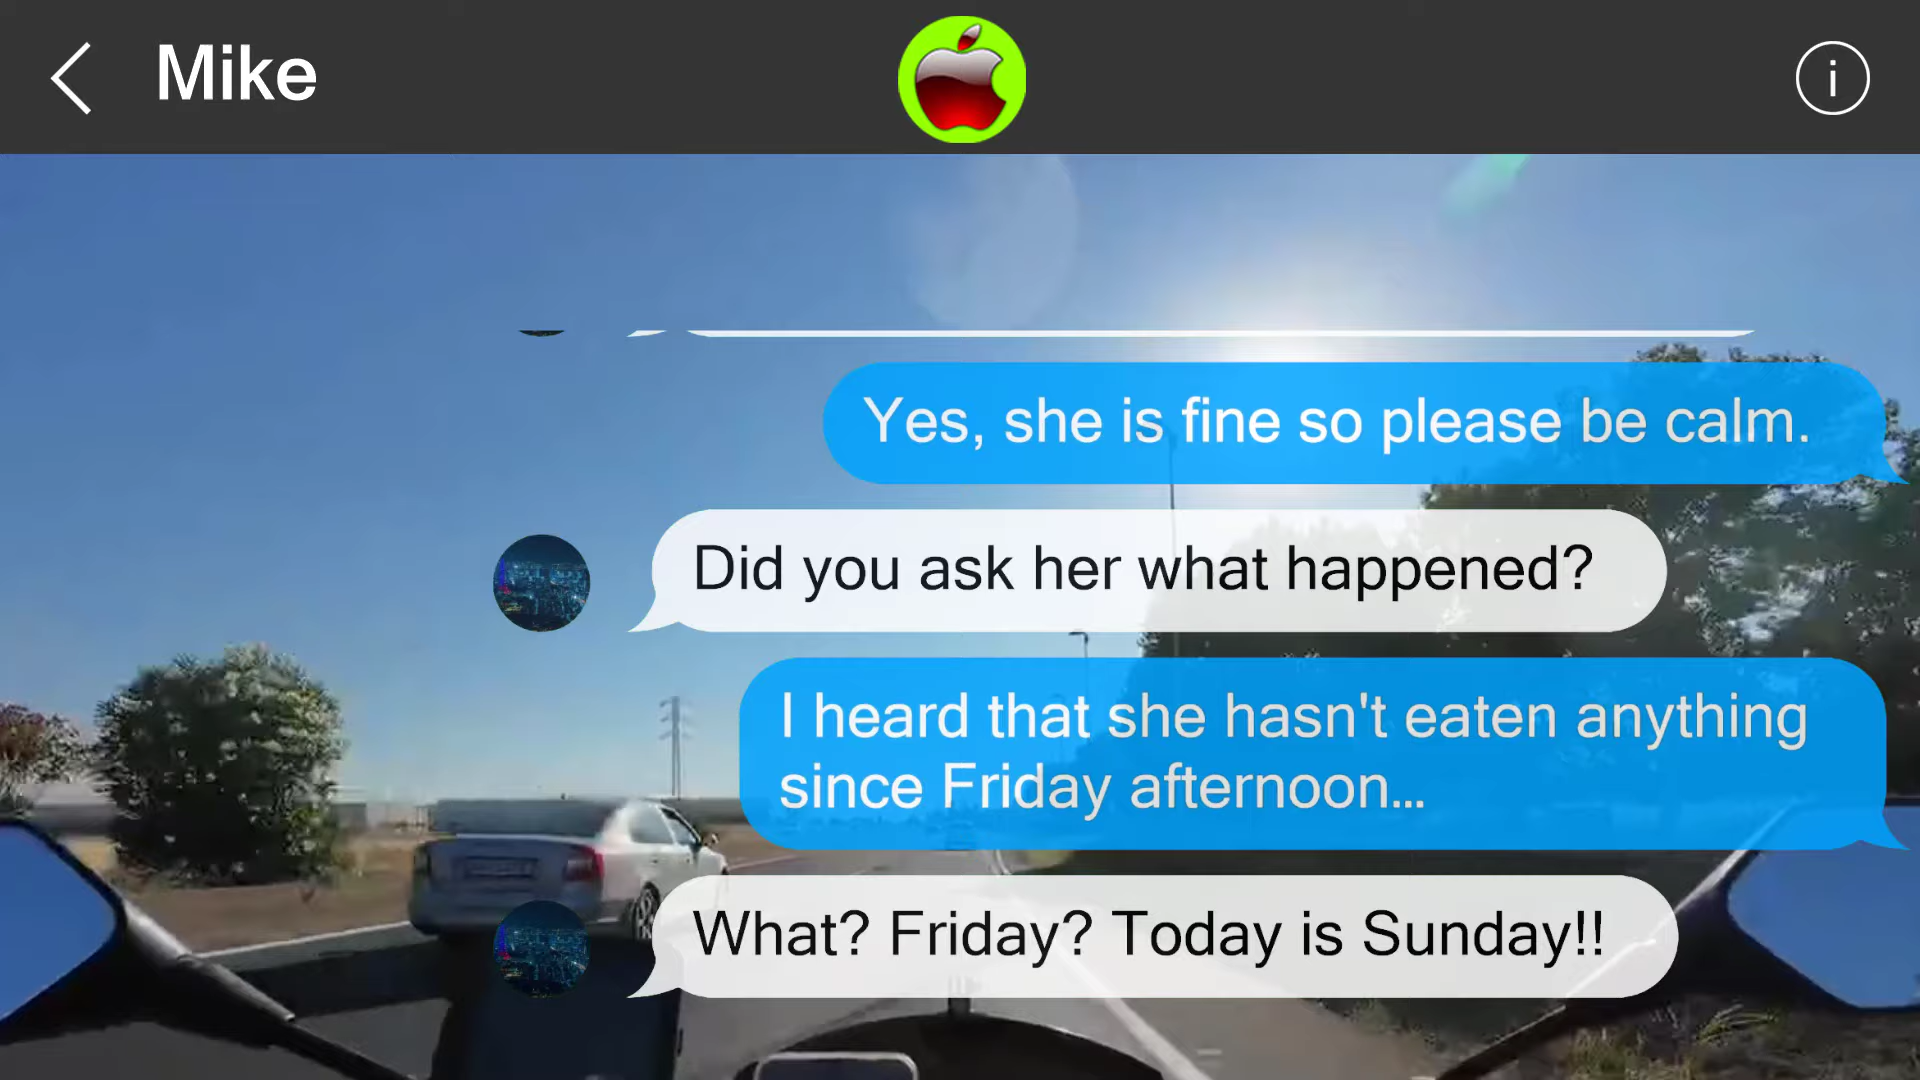 Mike
Yes, she is fine so please be calm.
Did you ask her what happened?
I heard that she hasn't eaten anything
since Friday afternoon...
What? Friday? Today is Sunday!!